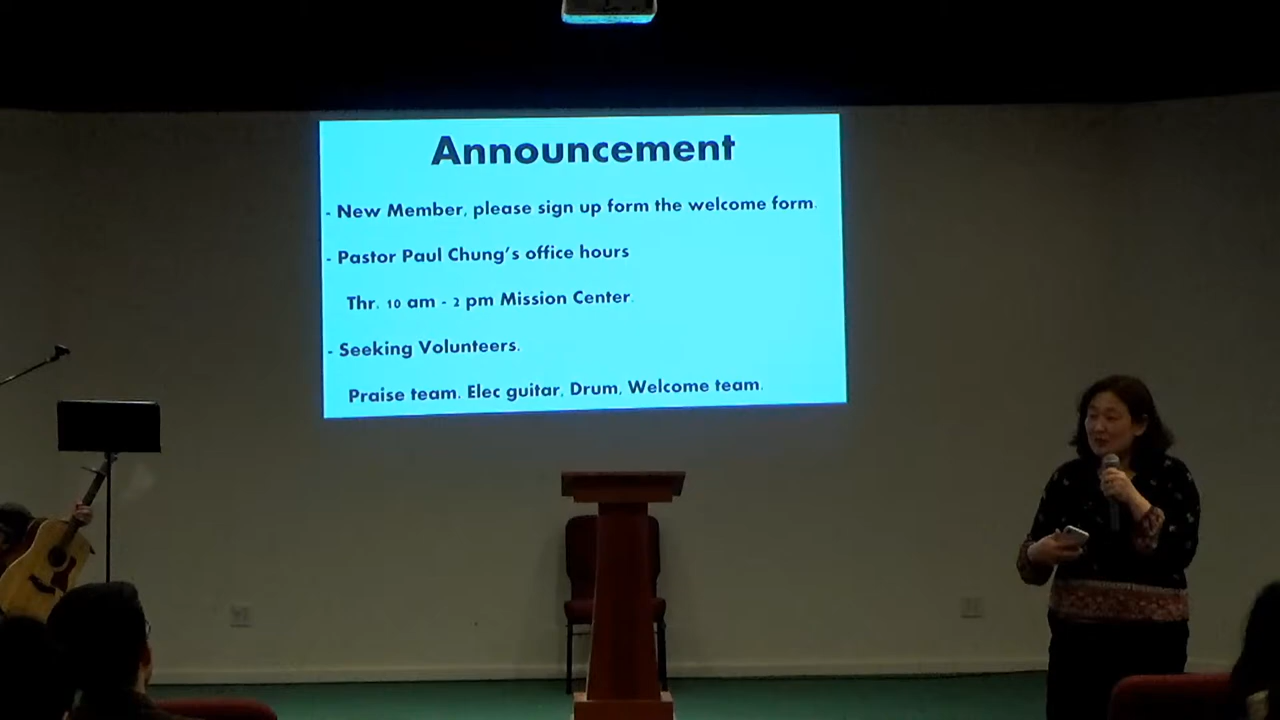 Announcement
- New Member, please sign up form the welcome form.
- Pastor Paul Chung's office hours
Thr. 10 am - 2 pm Mission Center.
- Seeking Volunteers.
Praise team. Elec guitar, Drum, Welcome team.